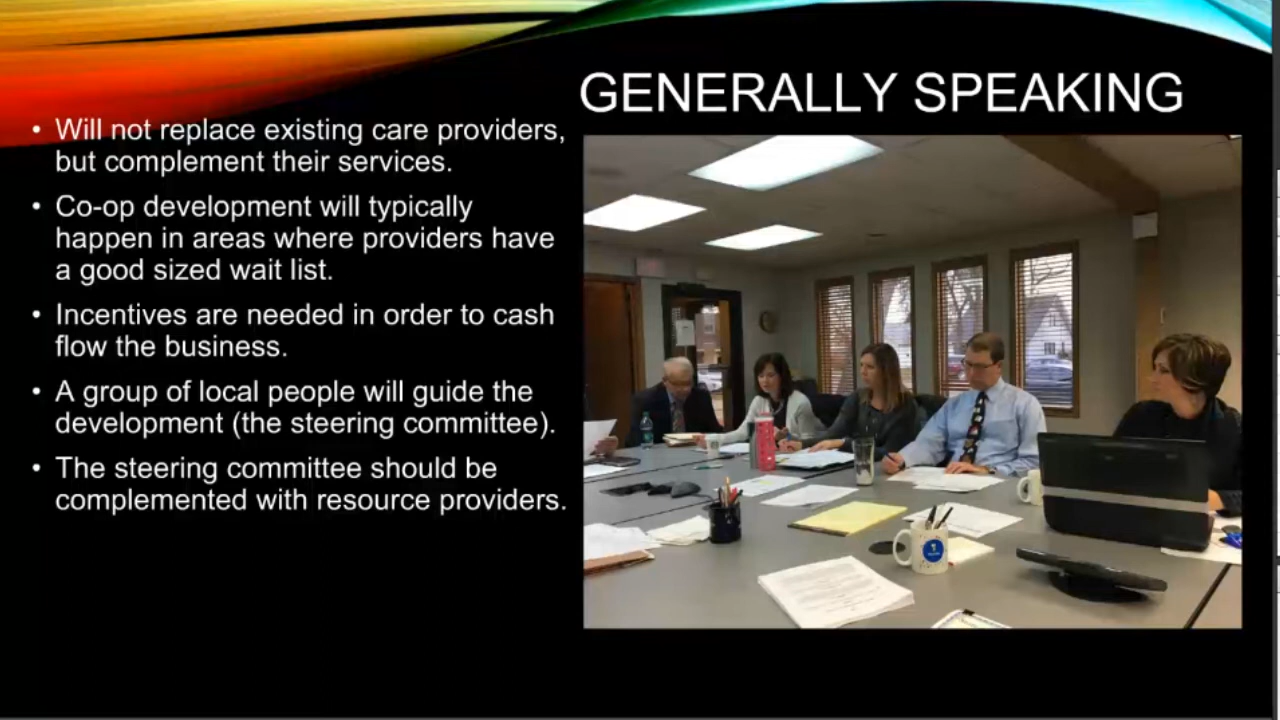 GENERALLY SPEAKING
• Will not replace existing care providers,
but complement their services.
• Co-op development will typically
happen in areas where providers have
a good sized wait list.
• Incentives are needed in order to cash
flow the business.
• A group of local people will guide the
development (the steering committee).
• The steering committee should be
complemented with resource providers.